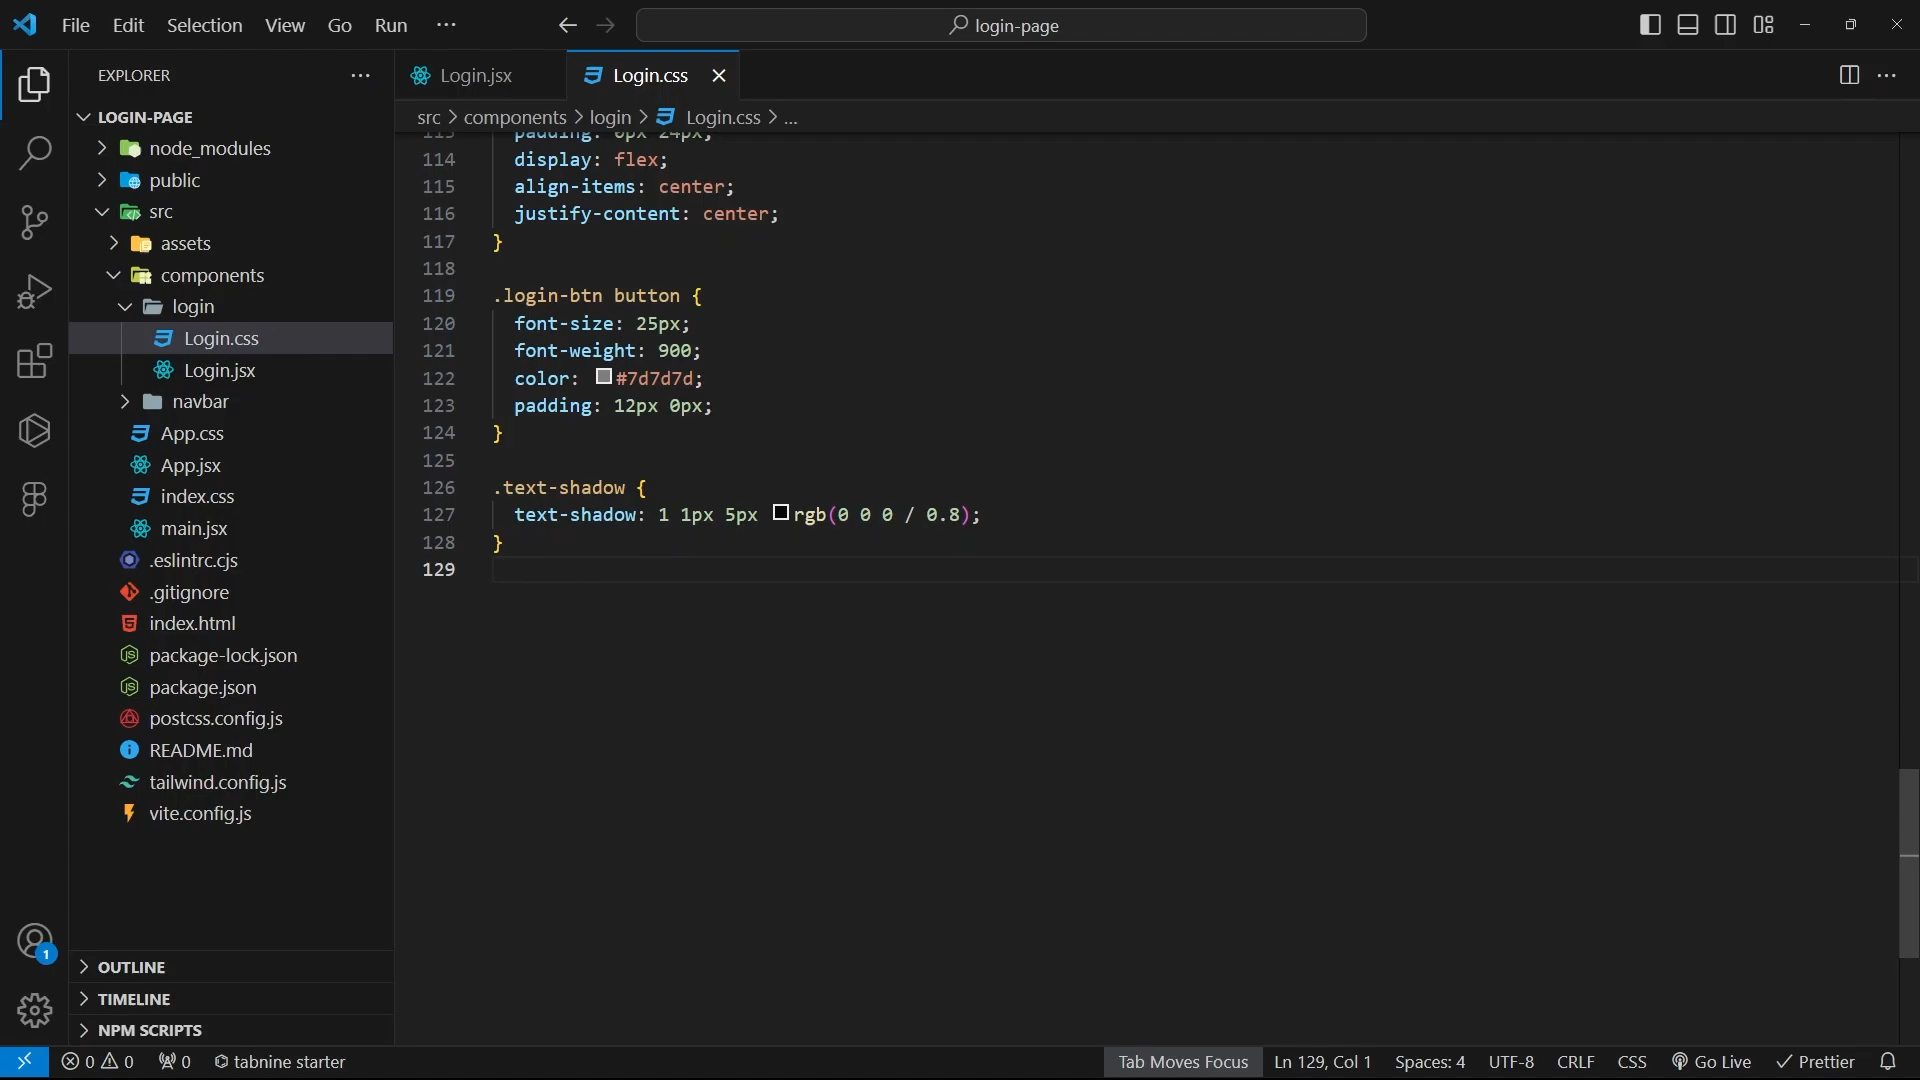 File Edit Selection View Go Run ···
login-page
EXPLORER
Login.jsx
Login.css
src > components > login > Login.css > ...
LOGIN-PAGE
node_modules
public
src
assets
components
login
Login.css
Login.jsx
navbar
App.css
App.jsx
index.css
main.jsx
.eslintrc.cjs
.gitignore
index.html
package-lock.json
package.json
postcss.config.js
README.md
tailwind.config.js
vite.config.js
OUTLINE
TIMELINE
NPM SCRIPTS
113 padding: 0px 24px;
114 display: flex;
115 align-items: center;
116 justify-content: center;
117 }
118
119 .login-btn button {
120 font-size: 25px;
121 font-weight: 900;
122 color: #7d7d7d;
123 padding: 12px 0px;
124 }
125
126 .text-shadow {
127 text-shadow: 1 1px 5px rgb(0 0 0 / 0.8);
128 }
129
1
0 0 0 tabnine starter
Tab Moves Focus Ln 129, Col 1 Spaces: 4 UTF-8 CRLF CSS Go Live Prettier